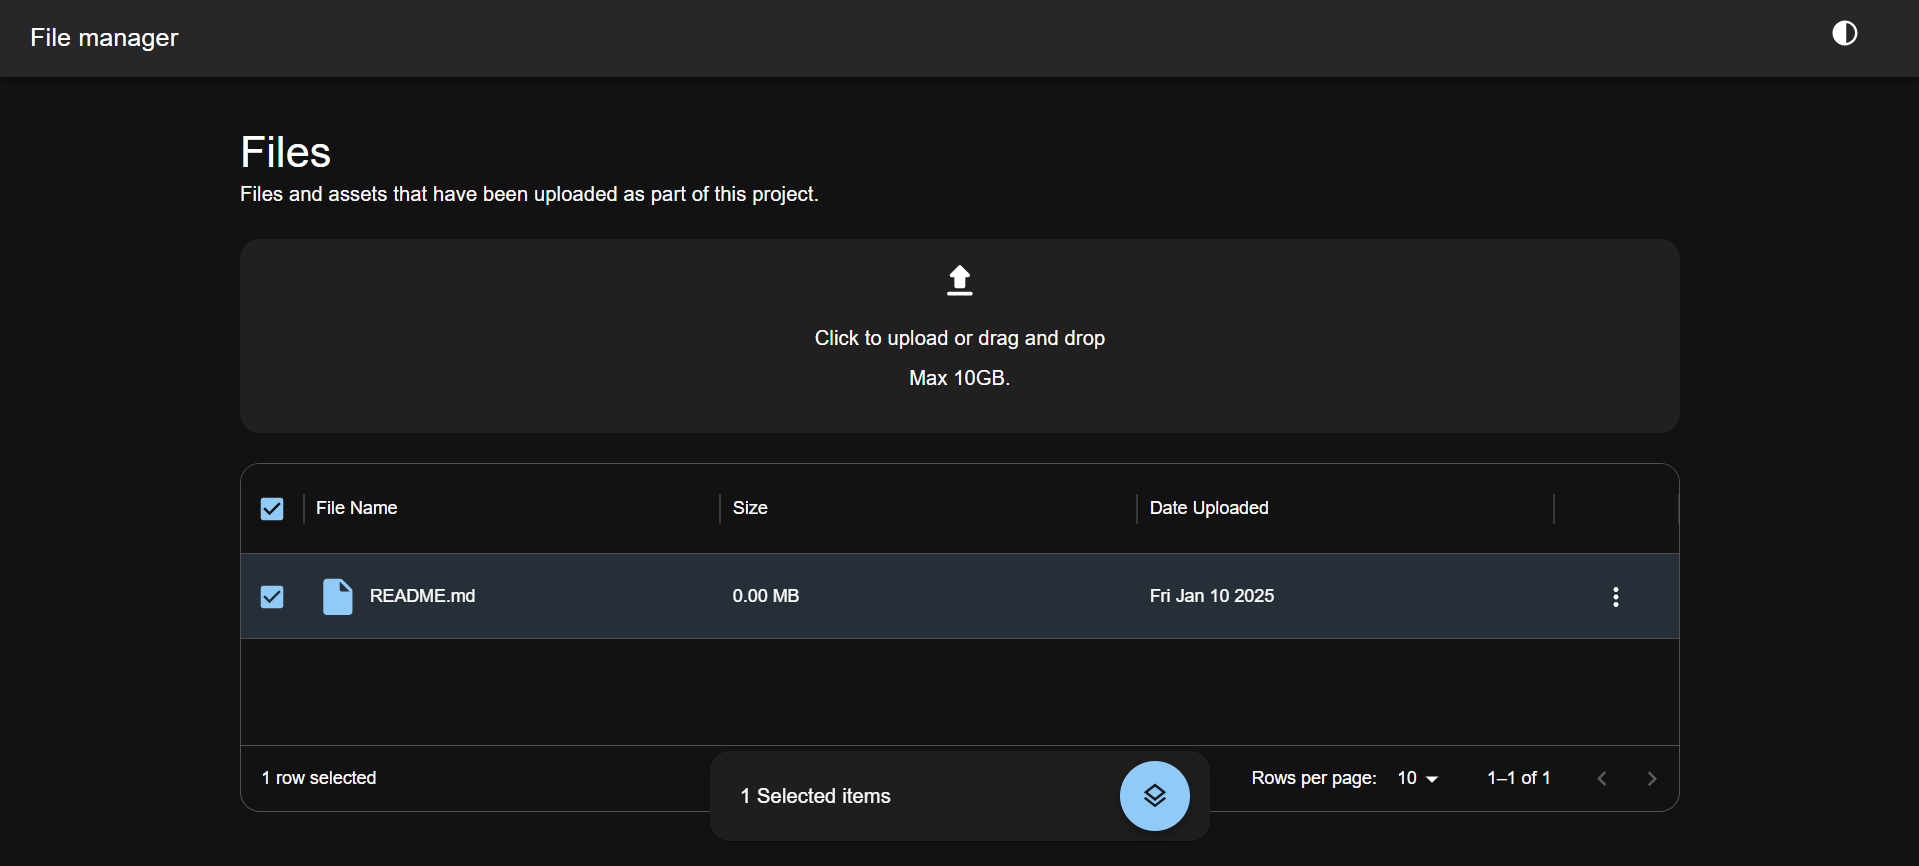 File manager
Files
Files and assets that have been uploaded as part of this project.
Click to upload or drag and drop
Max 10GB.
File Name Size Date Uploaded
README.md 0.00 MB Fri Jan 10 2025
1 row selected
1 Selected items
Rows per page: 10 1–1 of 1